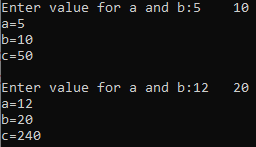 Enter value for a and b:5    10
a=5
b=10
c=50
Enter value for a and b:12   20
a=12
b=20
c=240